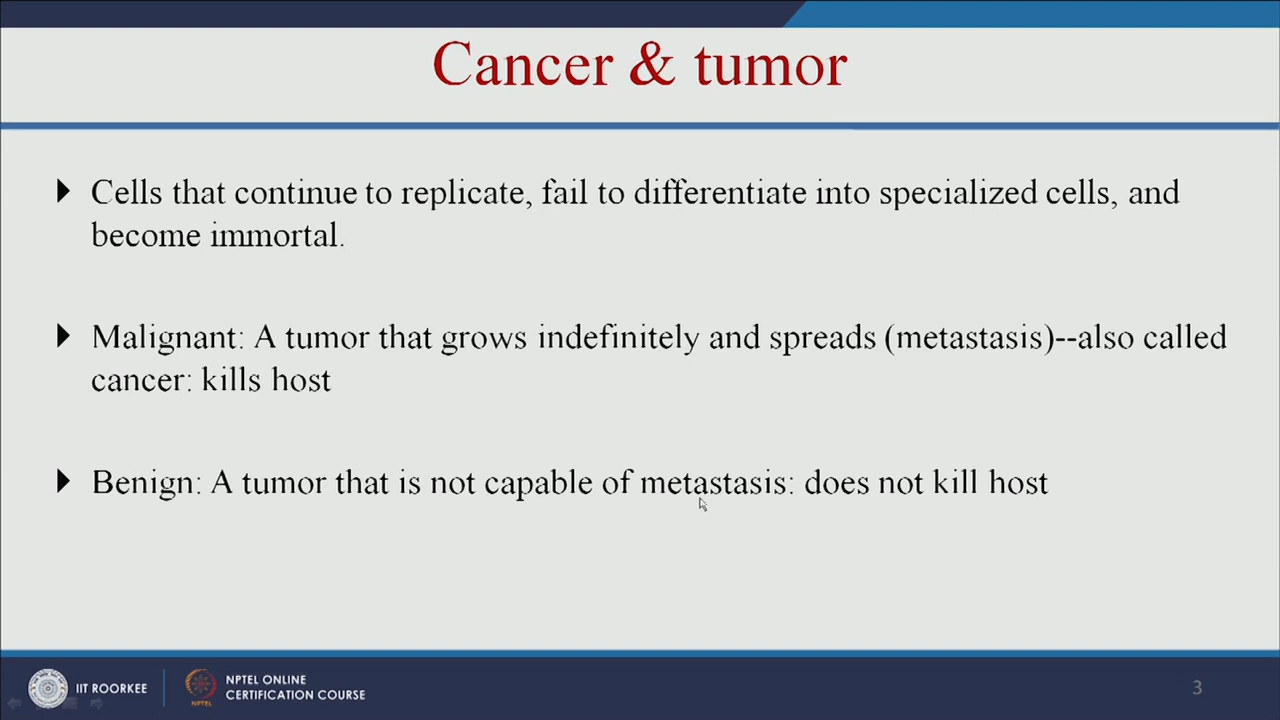 Cancer & tumor
Cells that continue to replicate, fail to differentiate into specialized cells, and
become immortal.
Malignant: A tumor that grows indefinitely and spreads (metastasis)--also called
cancer: kills host
Benign: A tumor that is not capable of metastasis: does not kill host
IIT ROORKEE
NPTEL
NPTEL ONLINE
CERTIFICATION COURSE
3